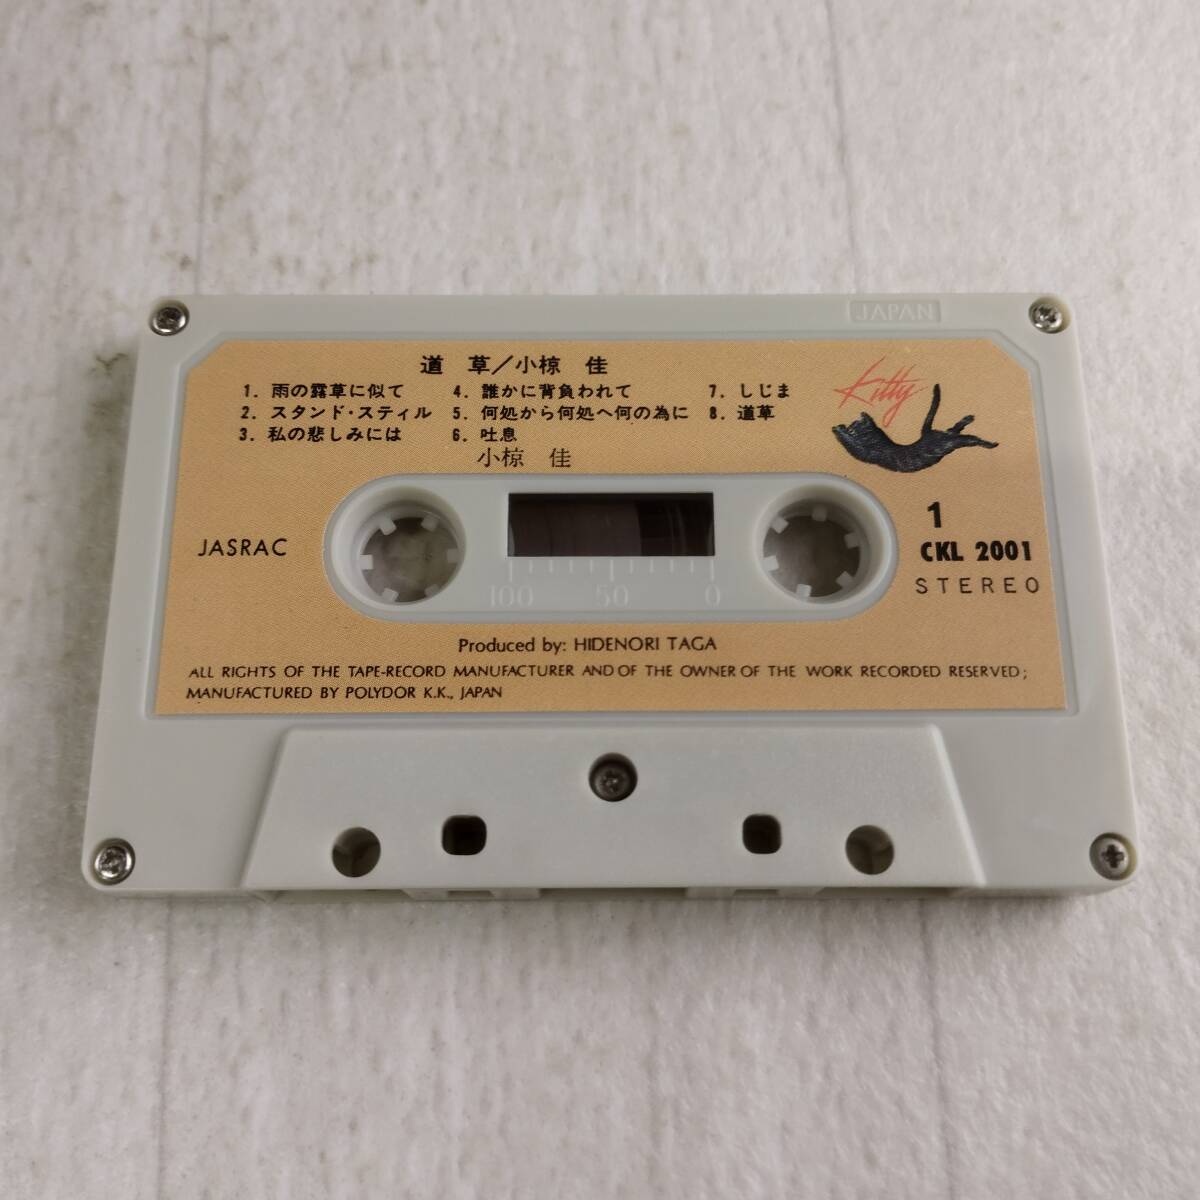 JAPAN
道 草/小椋 佳
1. 雨の露草に似て 4. 誰かに背負われて 7. しじま
2. スタンド・スティル 5. 何処から何処へ何の為に 8. 道草
3. 私の悲しみには 6. 吐息
小椋 佳
Kitty
JASRAC
1
CKL 2001
STEREO
100 50 0
Produced by: HIDENORI TAGA
ALL RIGHTS OF THE TAPE-RECORD MANUFACTURER AND OF THE OWNER OF THE WORK RECORDED RESERVED;
MANUFACTURED BY POLYDOR K.K., JAPAN